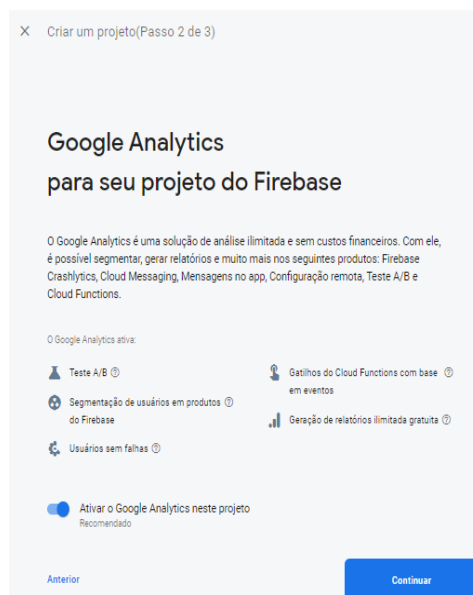 Criar um projeto(Passo 2 de 3)
Google Analytics
para seu projeto do Firebase
O Google Analytics é uma solução de análise ilimitada e sem custos financeiros. Com ele,
é possível segmentar, gerar relatórios e muito mais nos seguintes produtos: Firebase
Crashlytics, Cloud Messaging, Mensagens no app, Configuração remota, Teste A/B e
Cloud Functions.
O Google Analytics ativa:
Teste A/B
Segmentação de usuários em produtos
do Firebase
Usuários sem falhas
Gatilhos do Cloud Functions com base
em eventos
Geração de relatórios ilimitada gratuita
Ativar o Google Analytics neste projeto
Recomendado
Anterior
Continuar